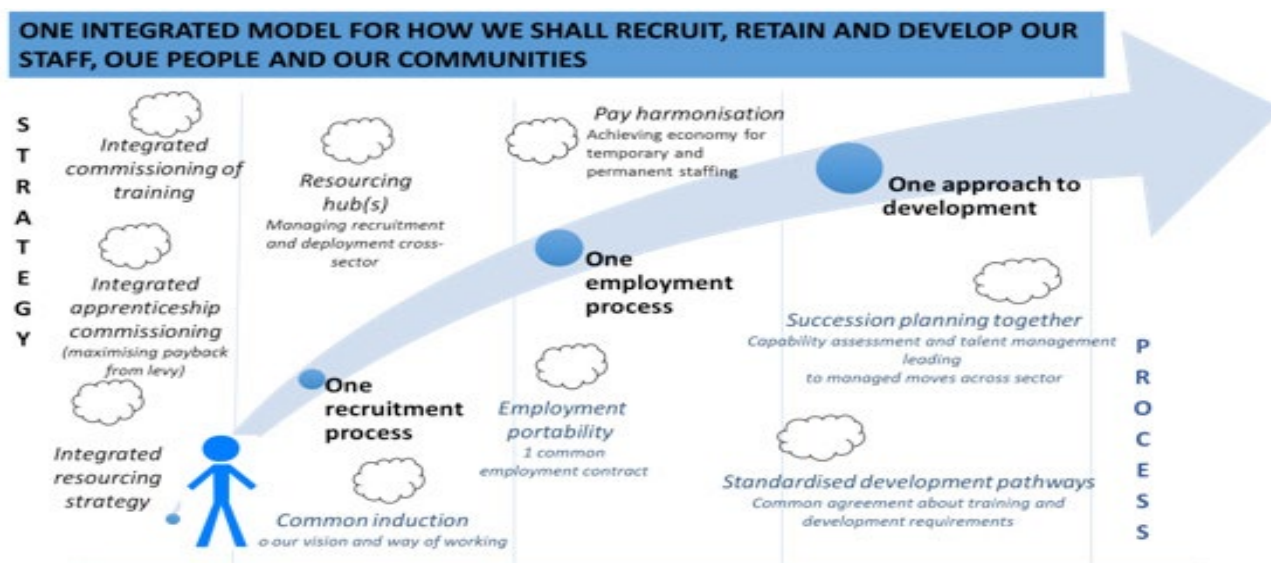 ONE INTEGRATED MODEL FOR HOW WE SHALL RECRUIT, RETAIN AND DEVELOP OUR
STAFF, OUE PEOPLE AND OUR COMMUNITIES
STRATEGY
Integrated
commissioning of
training
Integrated
apprenticeship
commissioning
(maximising payback
from levy)
Integrated
resourcing
strategy
Resourcing
hub(s)
Managing recruitment
and deployment cross-
sector
One
recruitment
process
Common induction
o our vision and way of working
Pay harmonisation
Achieving economy for
temporary and
permanent staffing
One
employment
process
Employment
portability
1 common
employment contract
One approach to
development
Succession planning together
Capability assessment and talent management
leading
to managed moves across sector
Standardised development pathways
Common agreement about training and
development requirements
PROCESS